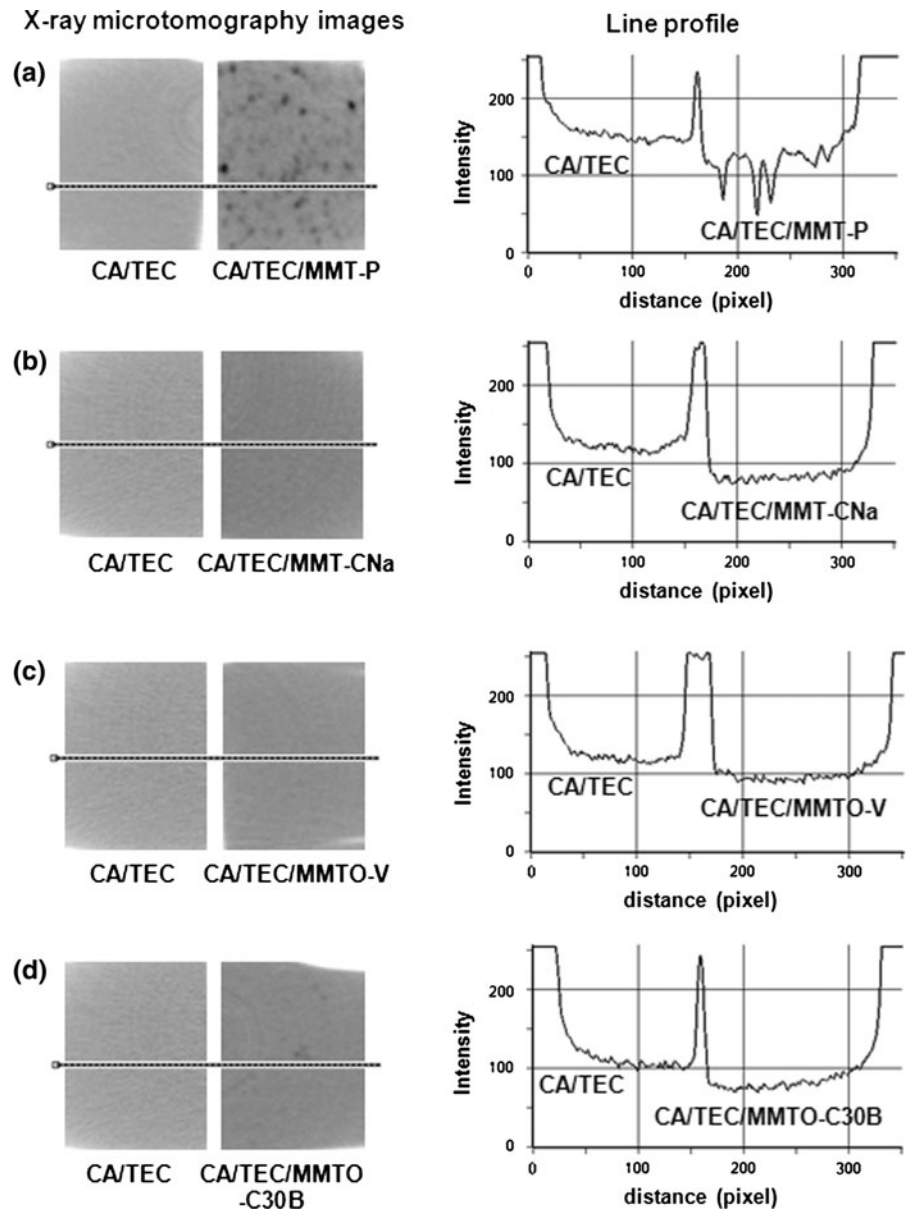 X-ray microtomography images
Line profile
(a)
CA/TEC
CA/TEC/MMT-P
Intensity
200
100
0
CA/TEC
CA/TEC/MMT-P
0
100
200
300
distance (pixel)
(b)
CA/TEC
CA/TEC/MMT-CNa
Intensity
200
100
0
CA/TEC
CA/TEC/MMT-CNa
0
100
200
300
distance (pixel)
(c)
CA/TEC
CA/TEC/MMTO-V
Intensity
200
100
0
CA/TEC
CA/TEC/MMTO-V
0
100
200
300
distance (pixel)
(d)
CA/TEC
CA/TEC/MMTO
-C30B
Intensity
200
100
0
CA/TEC
CA/TEC/MMTO-C30B
0
100
200
300
distance (pixel)